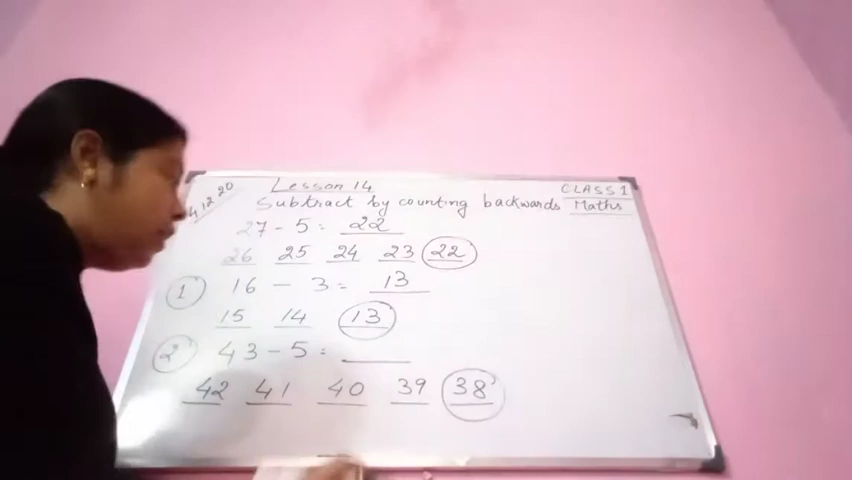 Lesson 14
CLASS 1
4 12 20
Subtract by counting backwards
Maths
27 - 5 = 22
26 25 24 23 22
1 16 - 3 = 13
15 14 13
2 43 - 5 = ____
42 41 40 39 38